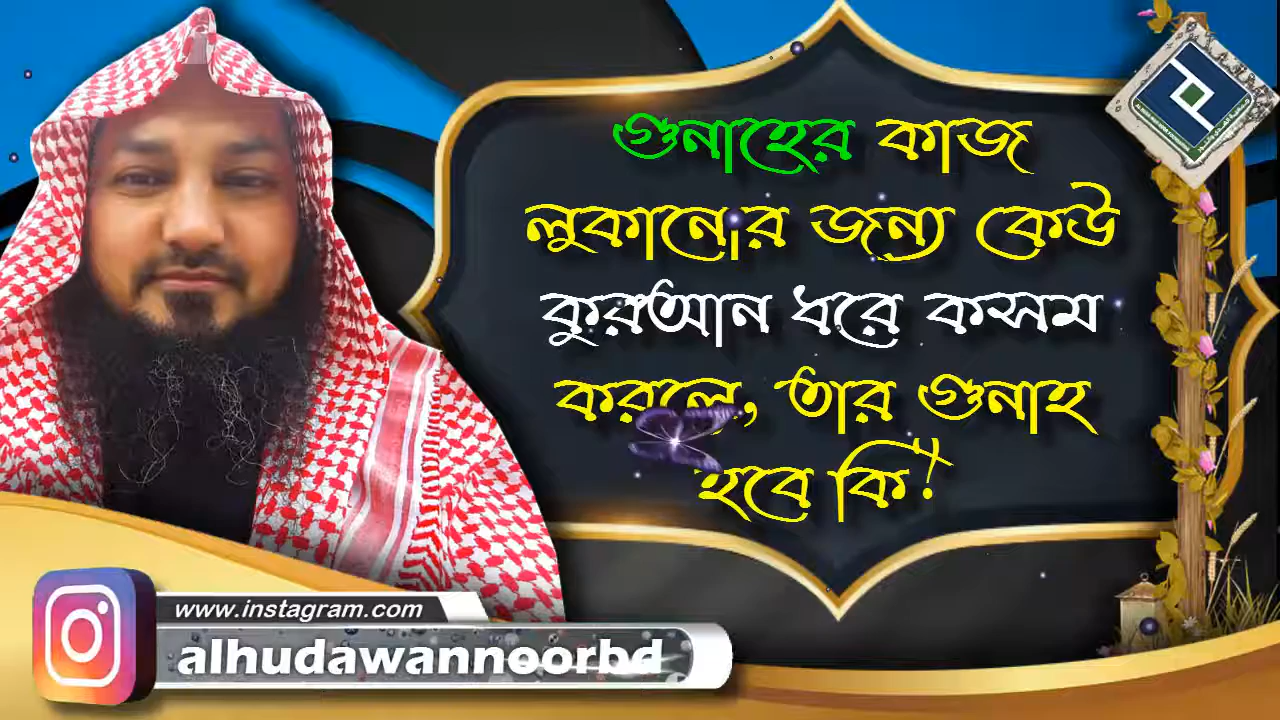 গুনাহের কাজ
লুকানোর জন্য কেউ
কুরআন ধরে কসম
করলে, তার গুনাহ
হবে কি?
www.instagram.com
alhudawannoorbd